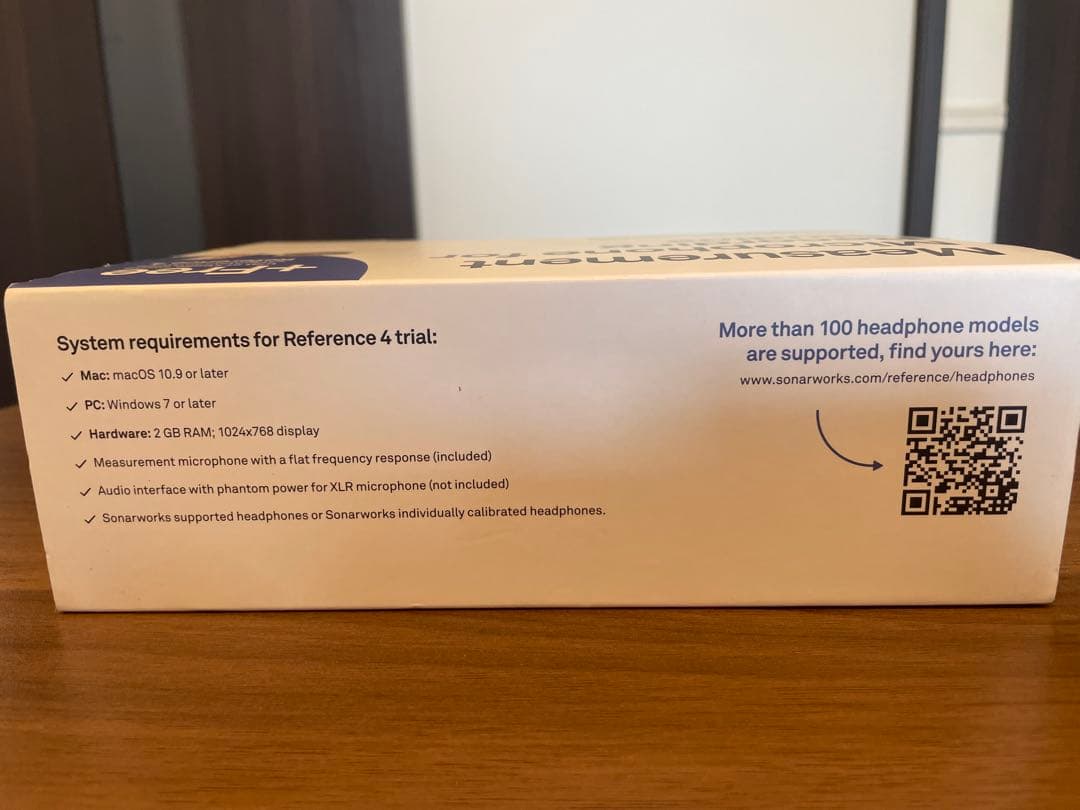 +Free
Measurement
Microphone
System requirements for Reference 4 trial:
Mac: macOS 10.9 or later
PC: Windows 7 or later
Hardware: 2 GB RAM; 1024x768 display
Measurement microphone with a flat frequency response (included)
Audio interface with phantom power for XLR microphone (not included)
Sonarworks supported headphones or Sonarworks individually calibrated headphones.
More than 100 headphone models
are supported, find yours here:
www.sonarworks.com/reference/headphones